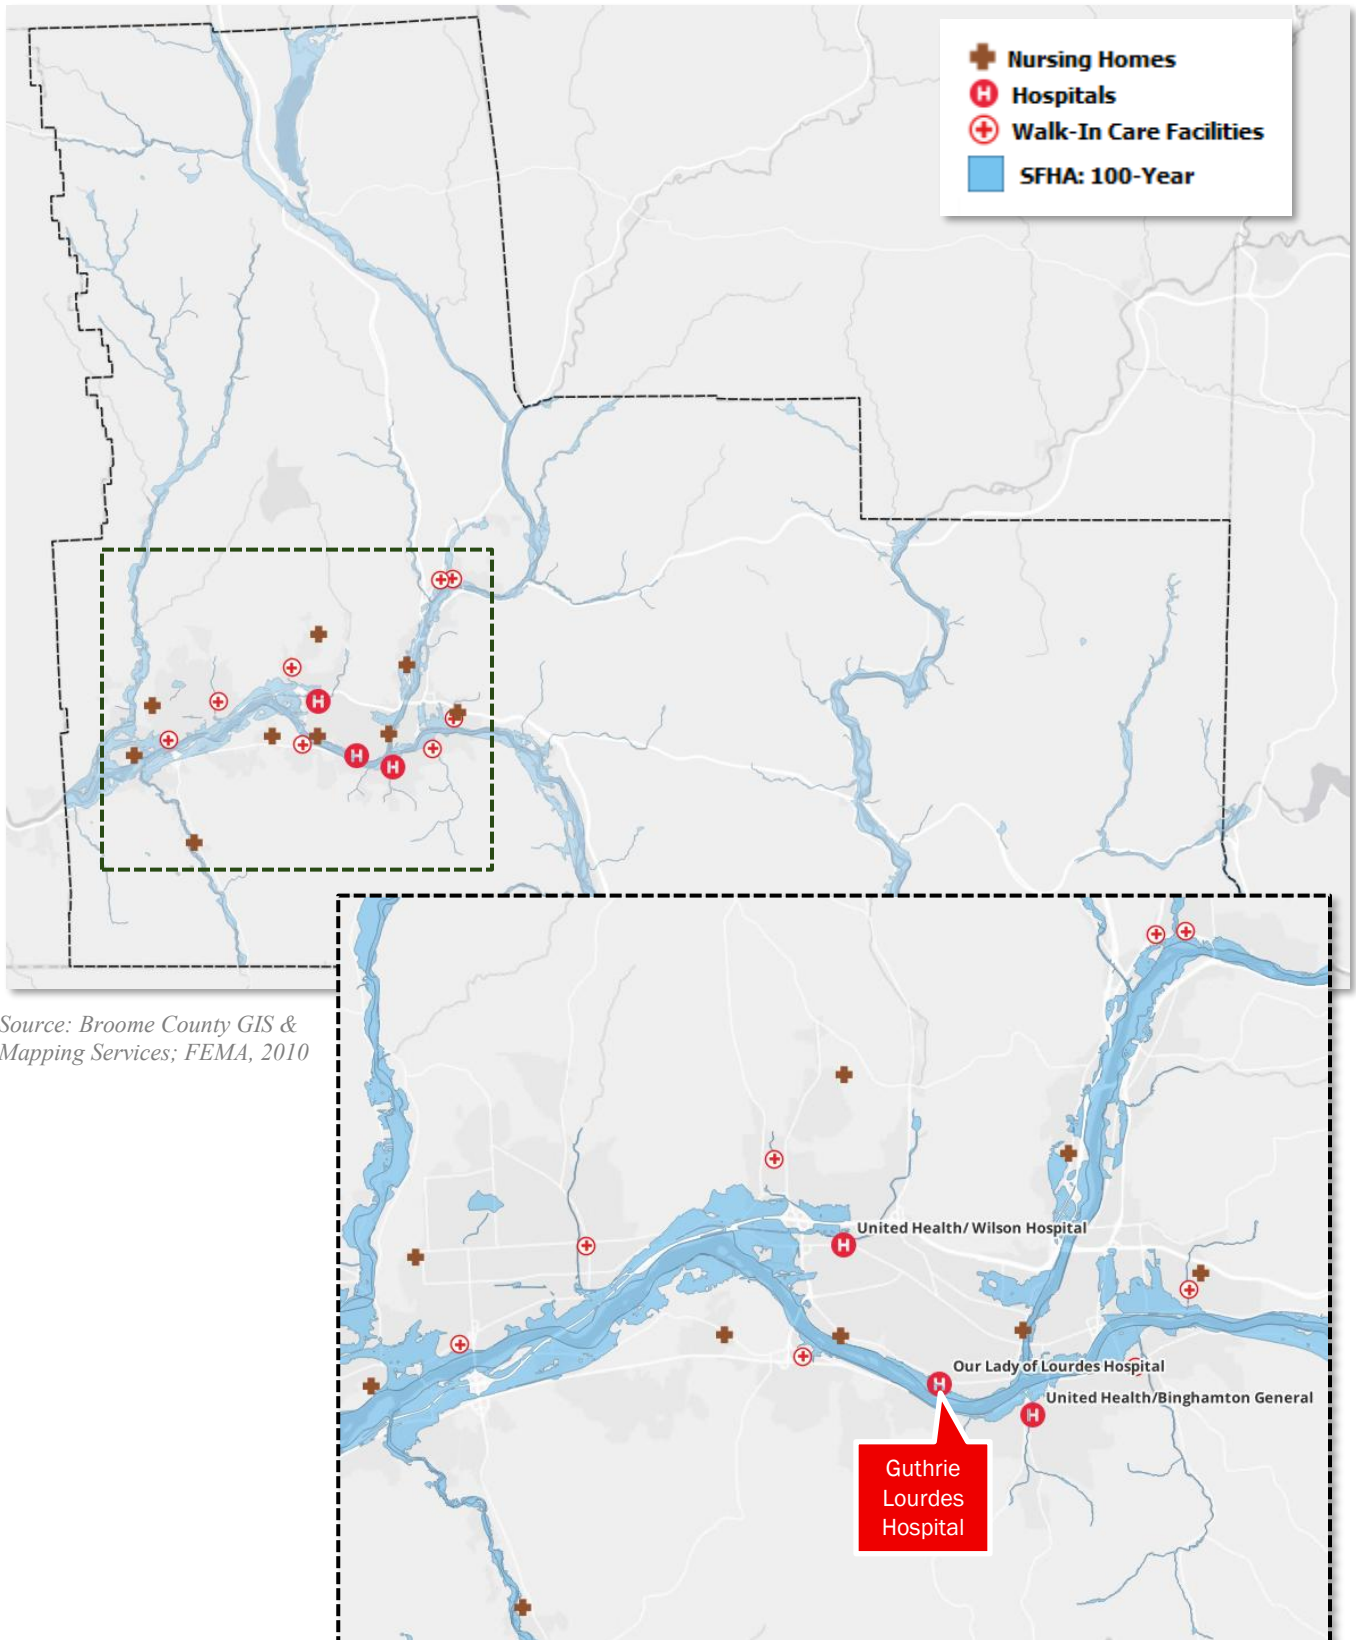 Nursing Homes
Hospitals
Walk-In Care Facilities
SFHA: 100-Year
Source: Broome County GIS &
Mapping Services; FEMA, 2010
United Health/ Wilson Hospital
Our Lady of Lourdes Hospital
United Health/Binghamton General
Guthrie
Lourdes
Hospital